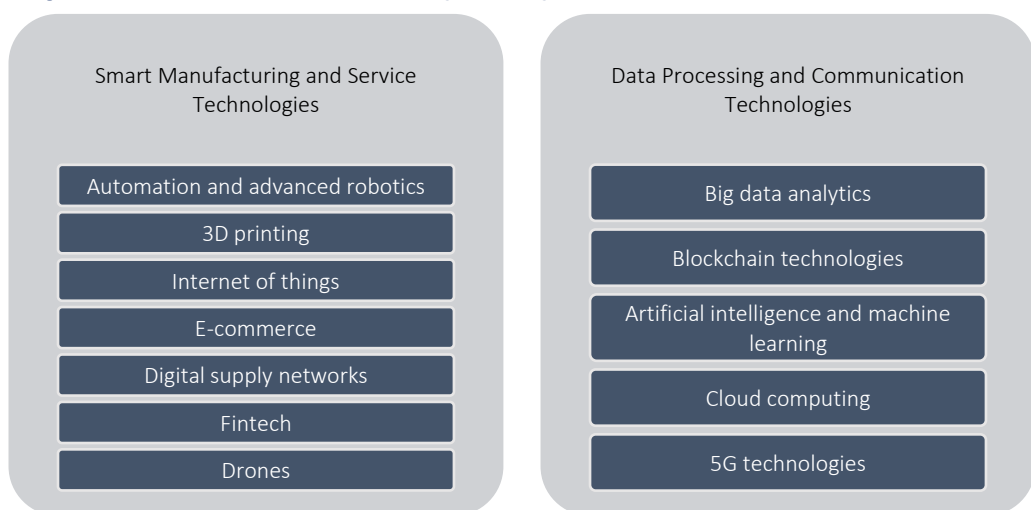 Smart Manufacturing and Service
Technologies
Automation and advanced robotics
3D printing
Internet of things
E-commerce
Digital supply networks
Fintech
Drones
Data Processing and Communication
Technologies
Big data analytics
Blockchain technologies
Artificial intelligence and machine
learning
Cloud computing
5G technologies